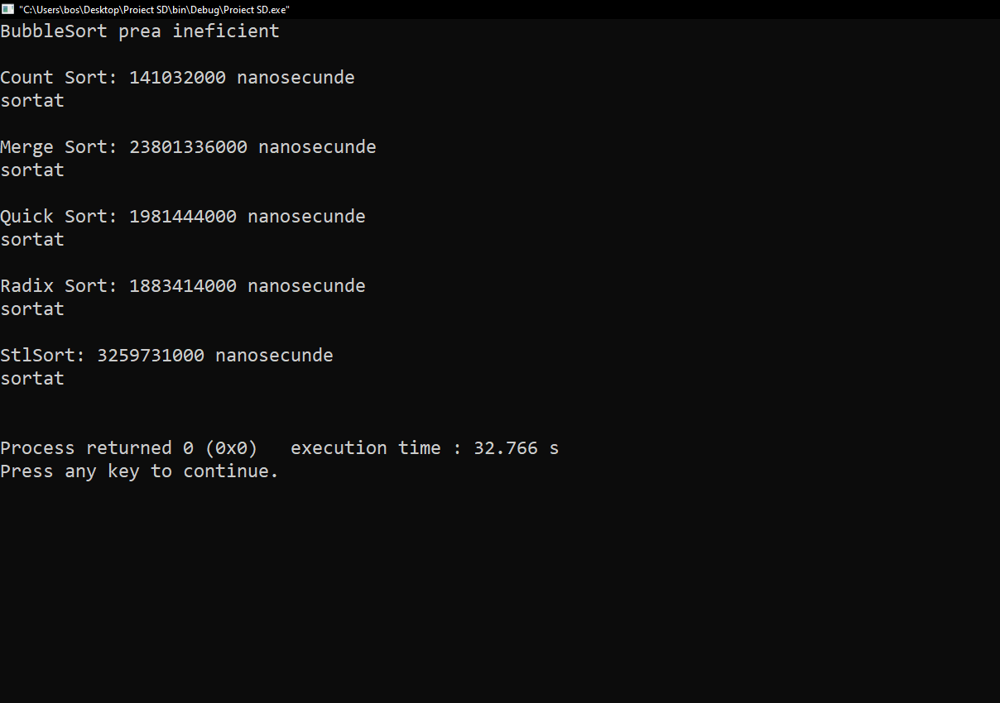 "C:\Users\bos\Desktop\Proiect SD\bin\Debug\Proiect SD.exe"
BubbleSort prea ineficient
Count Sort: 141032000 nanosecunde
sortat
Merge Sort: 23801336000 nanosecunde
sortat
Quick Sort: 1981444000 nanosecunde
sortat
Radix Sort: 1883414000 nanosecunde
sortat
StlSort: 3259731000 nanosecunde
sortat
Process returned 0 (0x0)   execution time : 32.766 s
Press any key to continue.